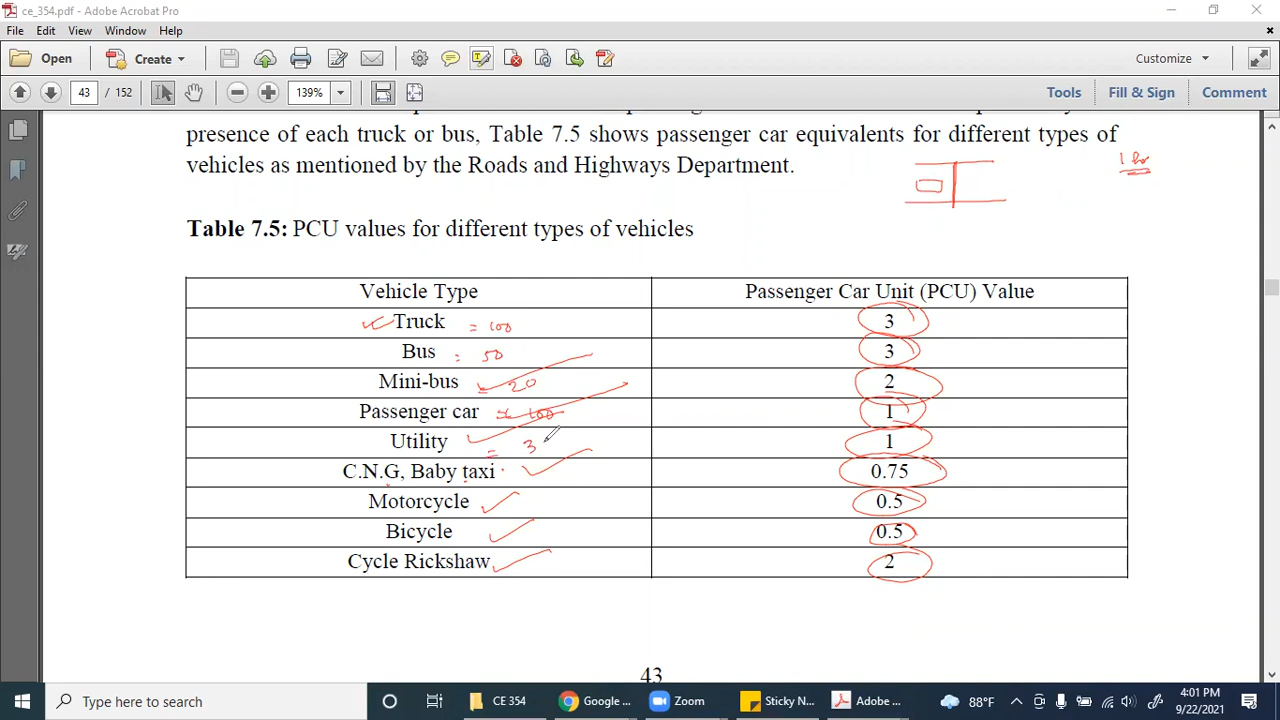 ce_354.pdf - Adobe Acrobat Pro
File Edit View Window Help
Open Create Customize
43 / 152 139% Tools Fill & Sign Comment
presence of each truck or bus, Table 7.5 shows passenger car equivalents for different types of
vehicles as mentioned by the Roads and Highways Department.
1 hr
Table 7.5: PCU values for different types of vehicles
Vehicle Type Passenger Car Unit (PCU) Value
Truck = 100 3
Bus = 50 3
Mini-bus = 20 2
Passenger car = 100 1
Utility = 3 1
C.N.G, Baby taxi 0.75
Motorcycle 0.5
Bicycle 0.5
Cycle Rickshaw 2
43
Type here to search CE 354 Google ... Zoom Sticky N... Adobe ... 88°F 4:01 PM
9/22/2021